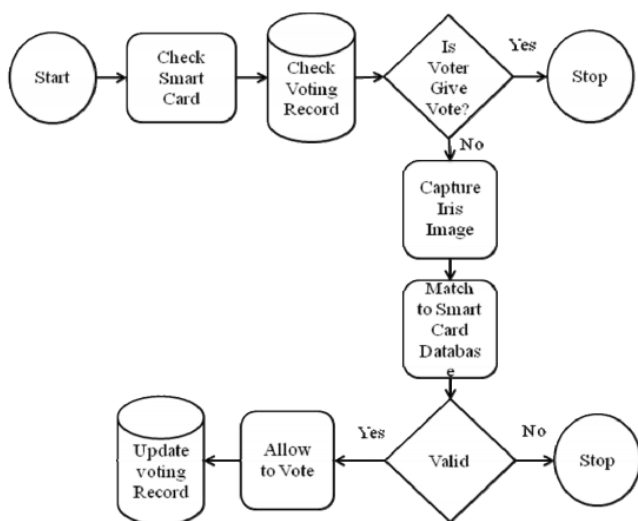 Start
Check
Smart
Card
Check
Voting
Record
Is
Voter
Give
Vote?
Yes
Stop
No
Capture
Iris
Image
Match
to Smart
Card
Databas
e
Update
voting
Record
Allow
to Vote
Yes
Valid
No
Stop